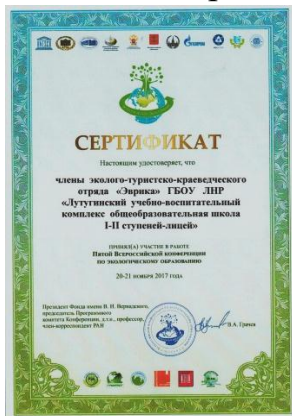 СЕРТИФИКАТ
Настоящим удостоверяет, что
члены эколого-туристско-краеведческого
отряда «Эврика» ГБОУ ЛНР
«Лутугинский учебно-воспитательный
комплекс общеобразовательная школа
I-II ступеней-лицей»
ПРИНЯЛ(А) УЧАСТИЕ В РАБОТЕ
ПЯТОЙ ВСЕРОССИЙСКОЙ КОНФЕРЕНЦИИ
ПО ЭКОЛОГИЧЕСКОМУ ОБРАЗОВАНИЮ
20-21 ноября 2017 года
Президент Фонда имени В. И. Вернадского,
председатель Программного
комитета Конференции, д.т.н., профессор,
член-корреспондент РАН
В.А. Грачев